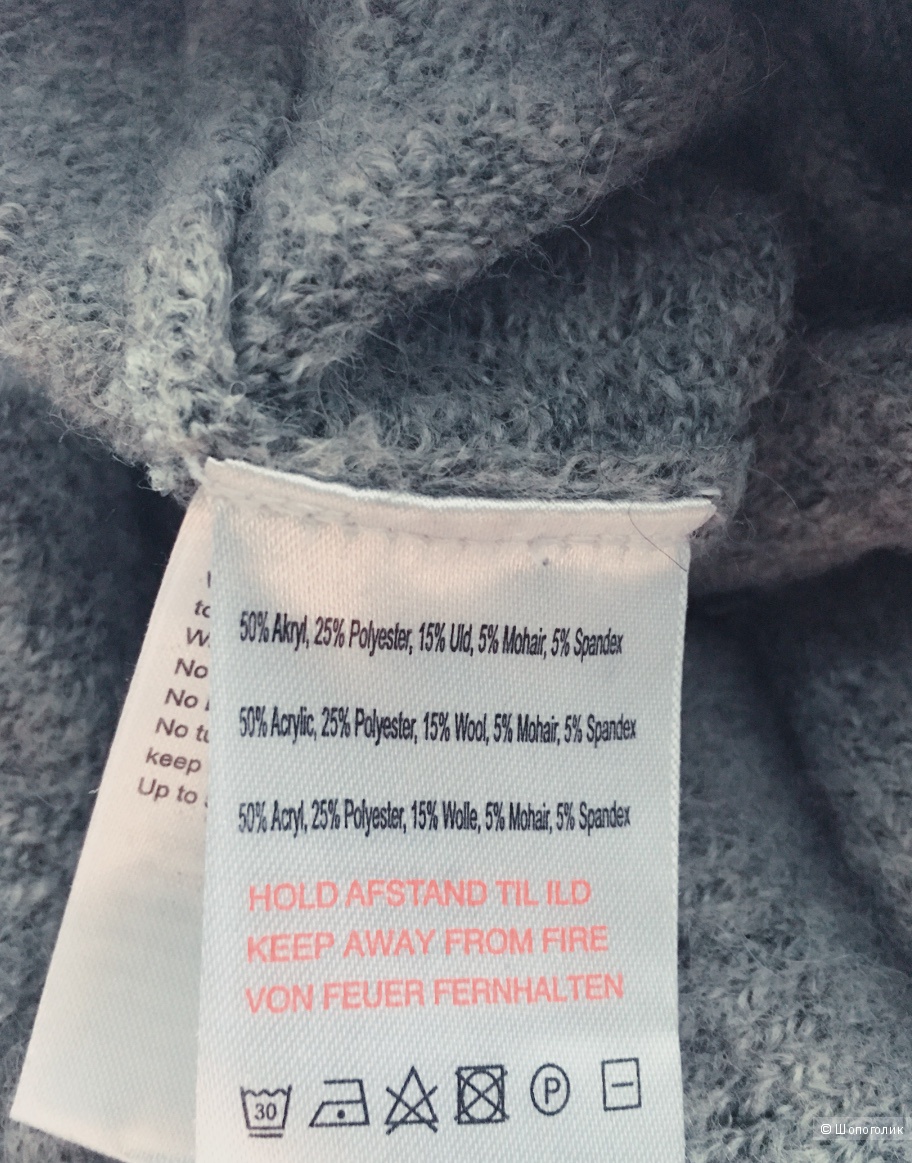 No
No
No
keep
Up to
50% Akryl, 25% Polyester, 15% Uld, 5% Mohair, 5% Spandex
50% Acrylic, 25% Polyester, 15% Wool, 5% Mohair, 5% Spandex
50% Acryl, 25% Polyester, 15% Wolle, 5% Mohair, 5% Spandex
HOLD AFSTAND TIL ILD
KEEP AWAY FROM FIRE
VON FEUER FERNHALTEN
30 P
© Шопоголик